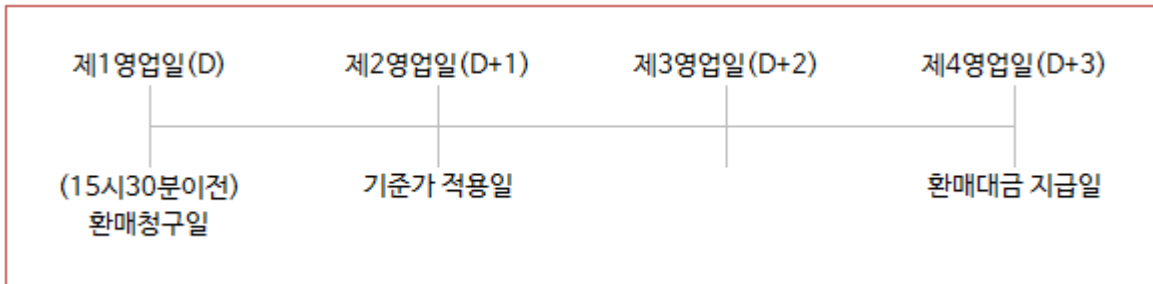 제1영업일(D) 제2영업일(D+1) 제3영업일(D+2) 제4영업일(D+3)
(15시30분이전) 기준가 적용일 환매대금 지급일
환매청구일